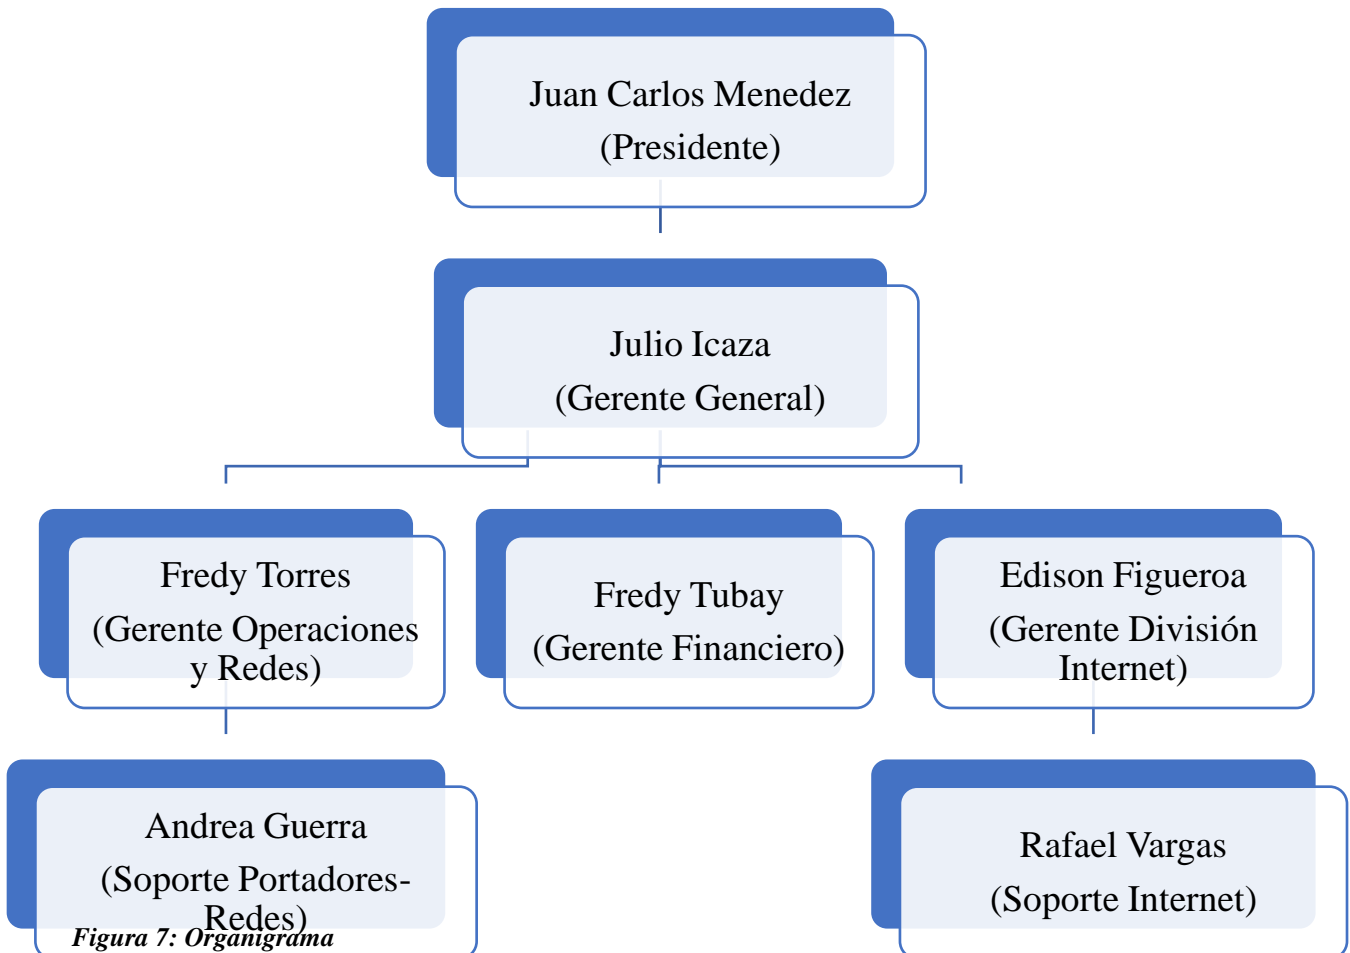 Juan Carlos Menedez
(Presidente)
Julio Icaza
(Gerente General)
Fredy Torres
(Gerente Operaciones
y Redes)
Fredy Tubay
(Gerente Financiero)
Edison Figueroa
(Gerente División
Internet)
Andrea Guerra
(Soporte Portadores-
Redes)
Rafael Vargas
(Soporte Internet)
Figura 7: Organigrama